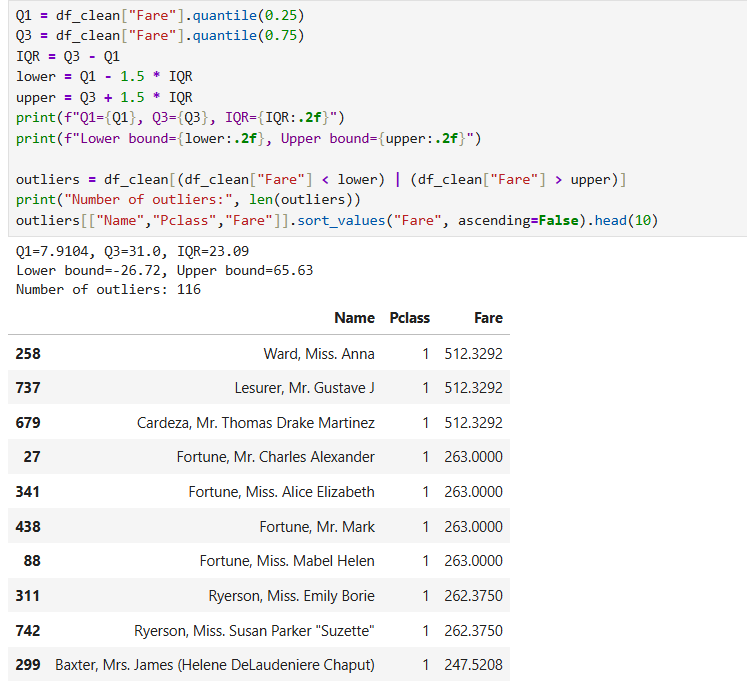 Q1 = df_clean["Fare"].quantile(0.25)
Q3 = df_clean["Fare"].quantile(0.75)
IQR = Q3 - Q1
lower = Q1 - 1.5 * IQR
upper = Q3 + 1.5 * IQR
print(f"Q1={Q1}, Q3={Q3}, IQR={IQR:.2f}")
print(f"Lower bound={lower:.2f}, Upper bound={upper:.2f}")
outliers = df_clean[(df_clean["Fare"] < lower) | (df_clean["Fare"] > upper)]
print("Number of outliers:", len(outliers))
outliers[["Name","Pclass","Fare"]].sort_values("Fare", ascending=False).head(10)
Q1=7.9104, Q3=31.0, IQR=23.09
Lower bound=-26.72, Upper bound=65.63
Number of outliers: 116
Name Pclass Fare
258 Ward, Miss. Anna 1 512.3292
737 Lesurer, Mr. Gustave J 1 512.3292
679 Cardeza, Mr. Thomas Drake Martinez 1 512.3292
27 Fortune, Mr. Charles Alexander 1 263.0000
341 Fortune, Miss. Alice Elizabeth 1 263.0000
438 Fortune, Mr. Mark 1 263.0000
88 Fortune, Miss. Mabel Helen 1 263.0000
311 Ryerson, Miss. Emily Borie 1 262.3750
742 Ryerson, Miss. Susan Parker "Suzette" 1 262.3750
299 Baxter, Mrs. James (Helene DeLaudeniere Chaput) 1 247.5208